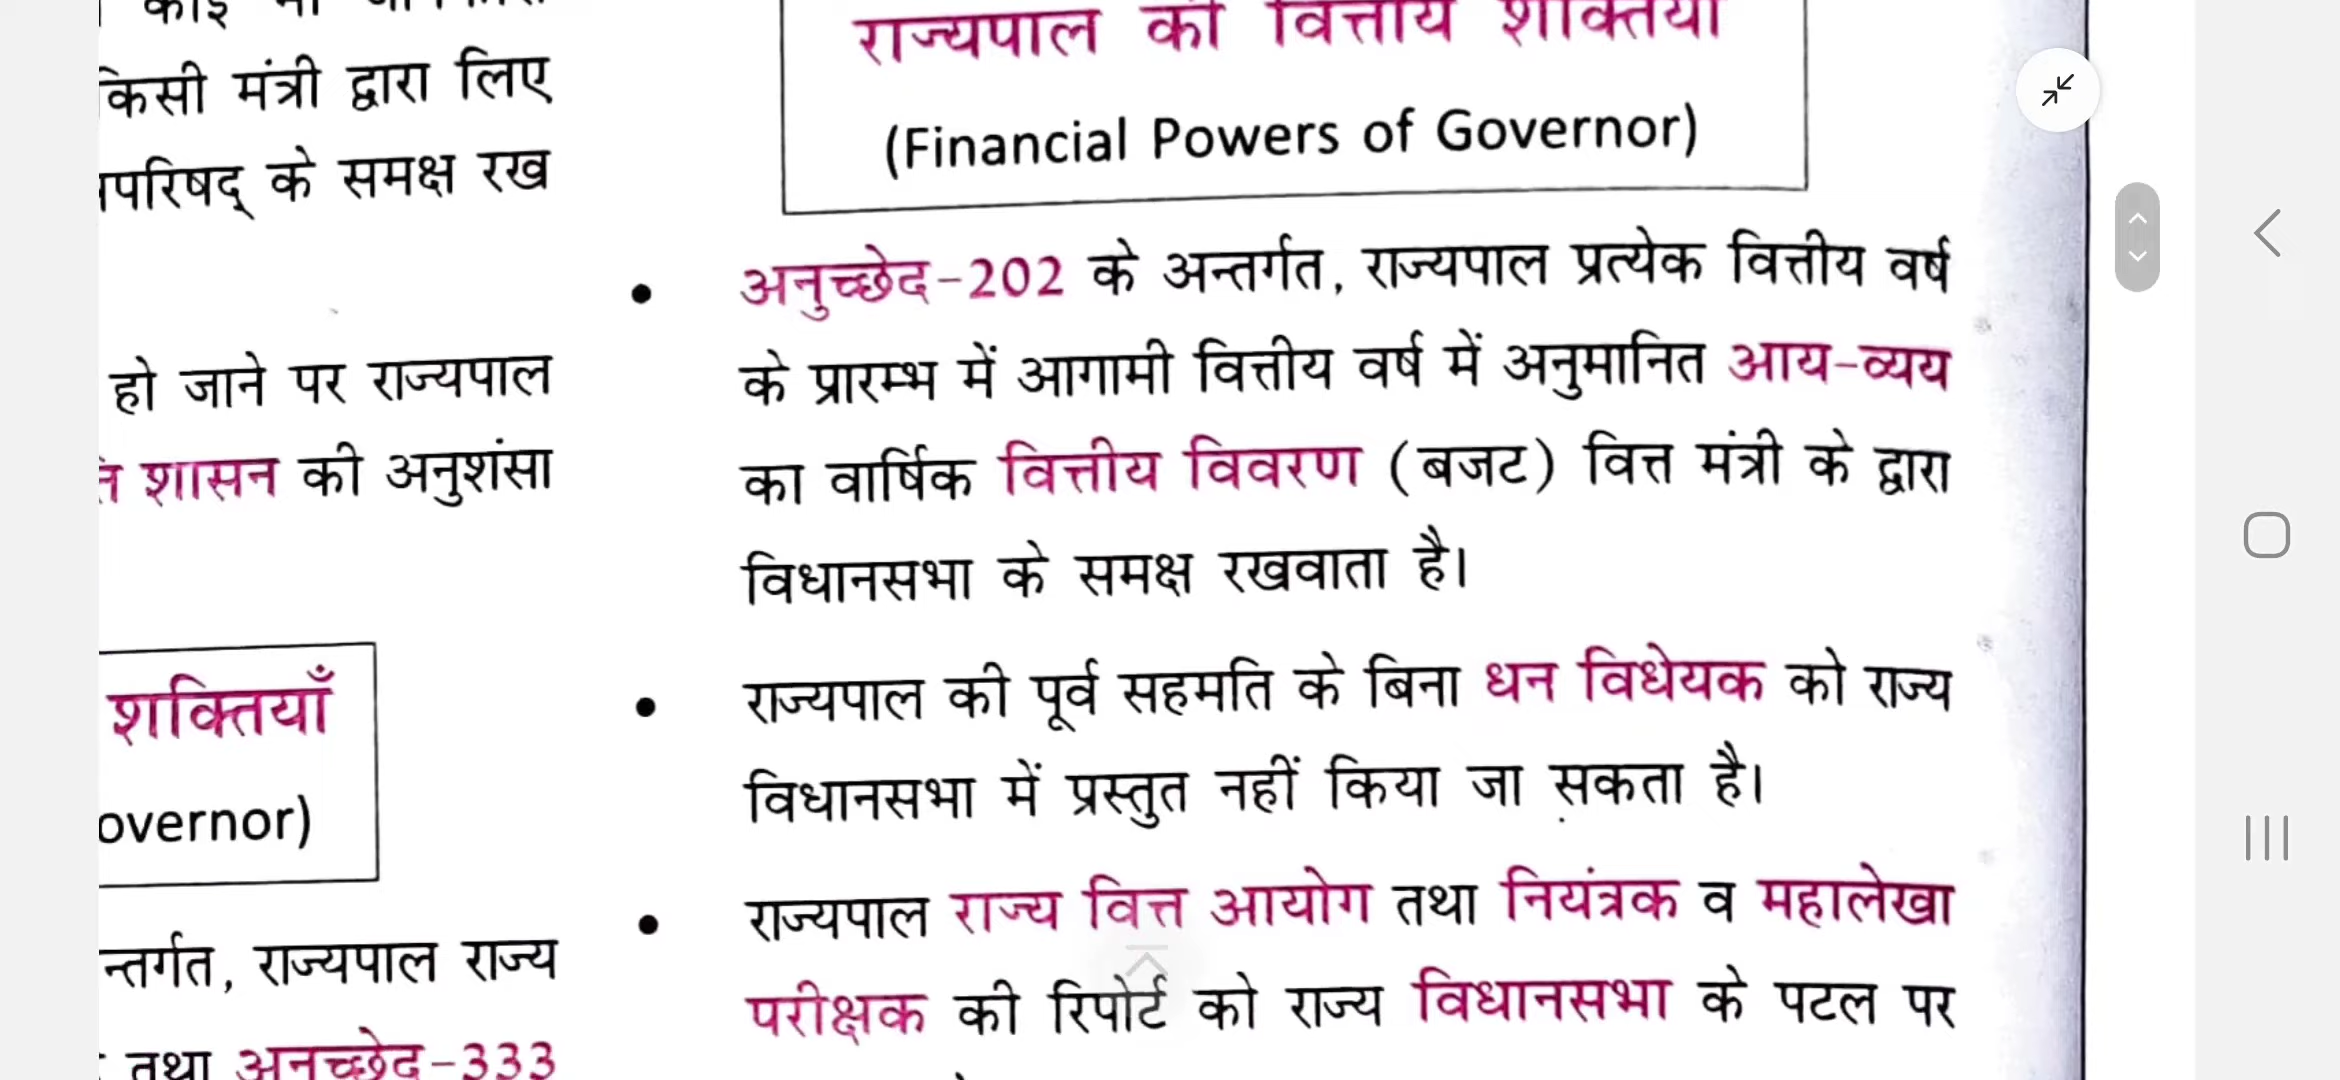 किसी मंत्री द्वारा लिए
परिषद् के समक्ष रख
हो जाने पर राज्यपाल
शासन की अनुशंसा
शक्तियाँ
overnor)
न्तर्गत, राज्यपाल राज्य
तथा अनुच्छेद-333
राज्यपाल की वित्तीय शक्तियाँ
(Financial Powers of Governor)
• अनुच्छेद-202 के अन्तर्गत, राज्यपाल प्रत्येक वित्तीय वर्ष
के प्रारम्भ में आगामी वित्तीय वर्ष में अनुमानित आय-व्यय
का वार्षिक वित्तीय विवरण (बजट) वित्त मंत्री के द्वारा
विधानसभा के समक्ष रखवाता है।
• राज्यपाल की पूर्व सहमति के बिना धन विधेयक को राज्य
विधानसभा में प्रस्तुत नहीं किया जा सकता है।
• राज्यपाल राज्य वित्त आयोग तथा नियंत्रक व महालेखा
परीक्षक की रिपोर्ट को राज्य विधानसभा के पटल पर